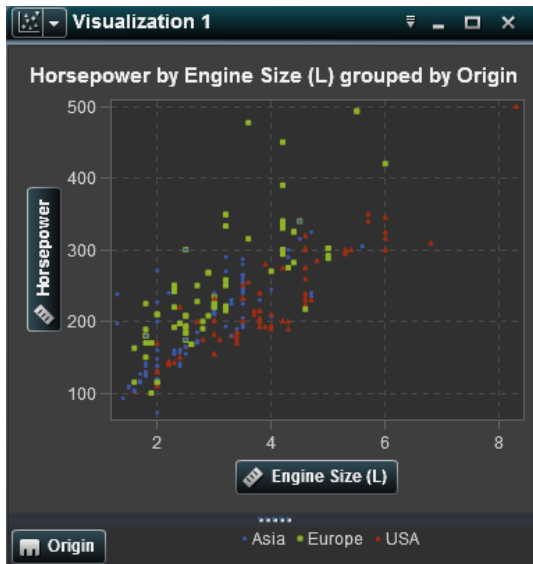 Visualization 1
Horsepower by Engine Size (L) grouped by Origin
500
400
300
200
100
Horsepower
2 4 6 8
Engine Size (L)
Asia Europe USA
Origin